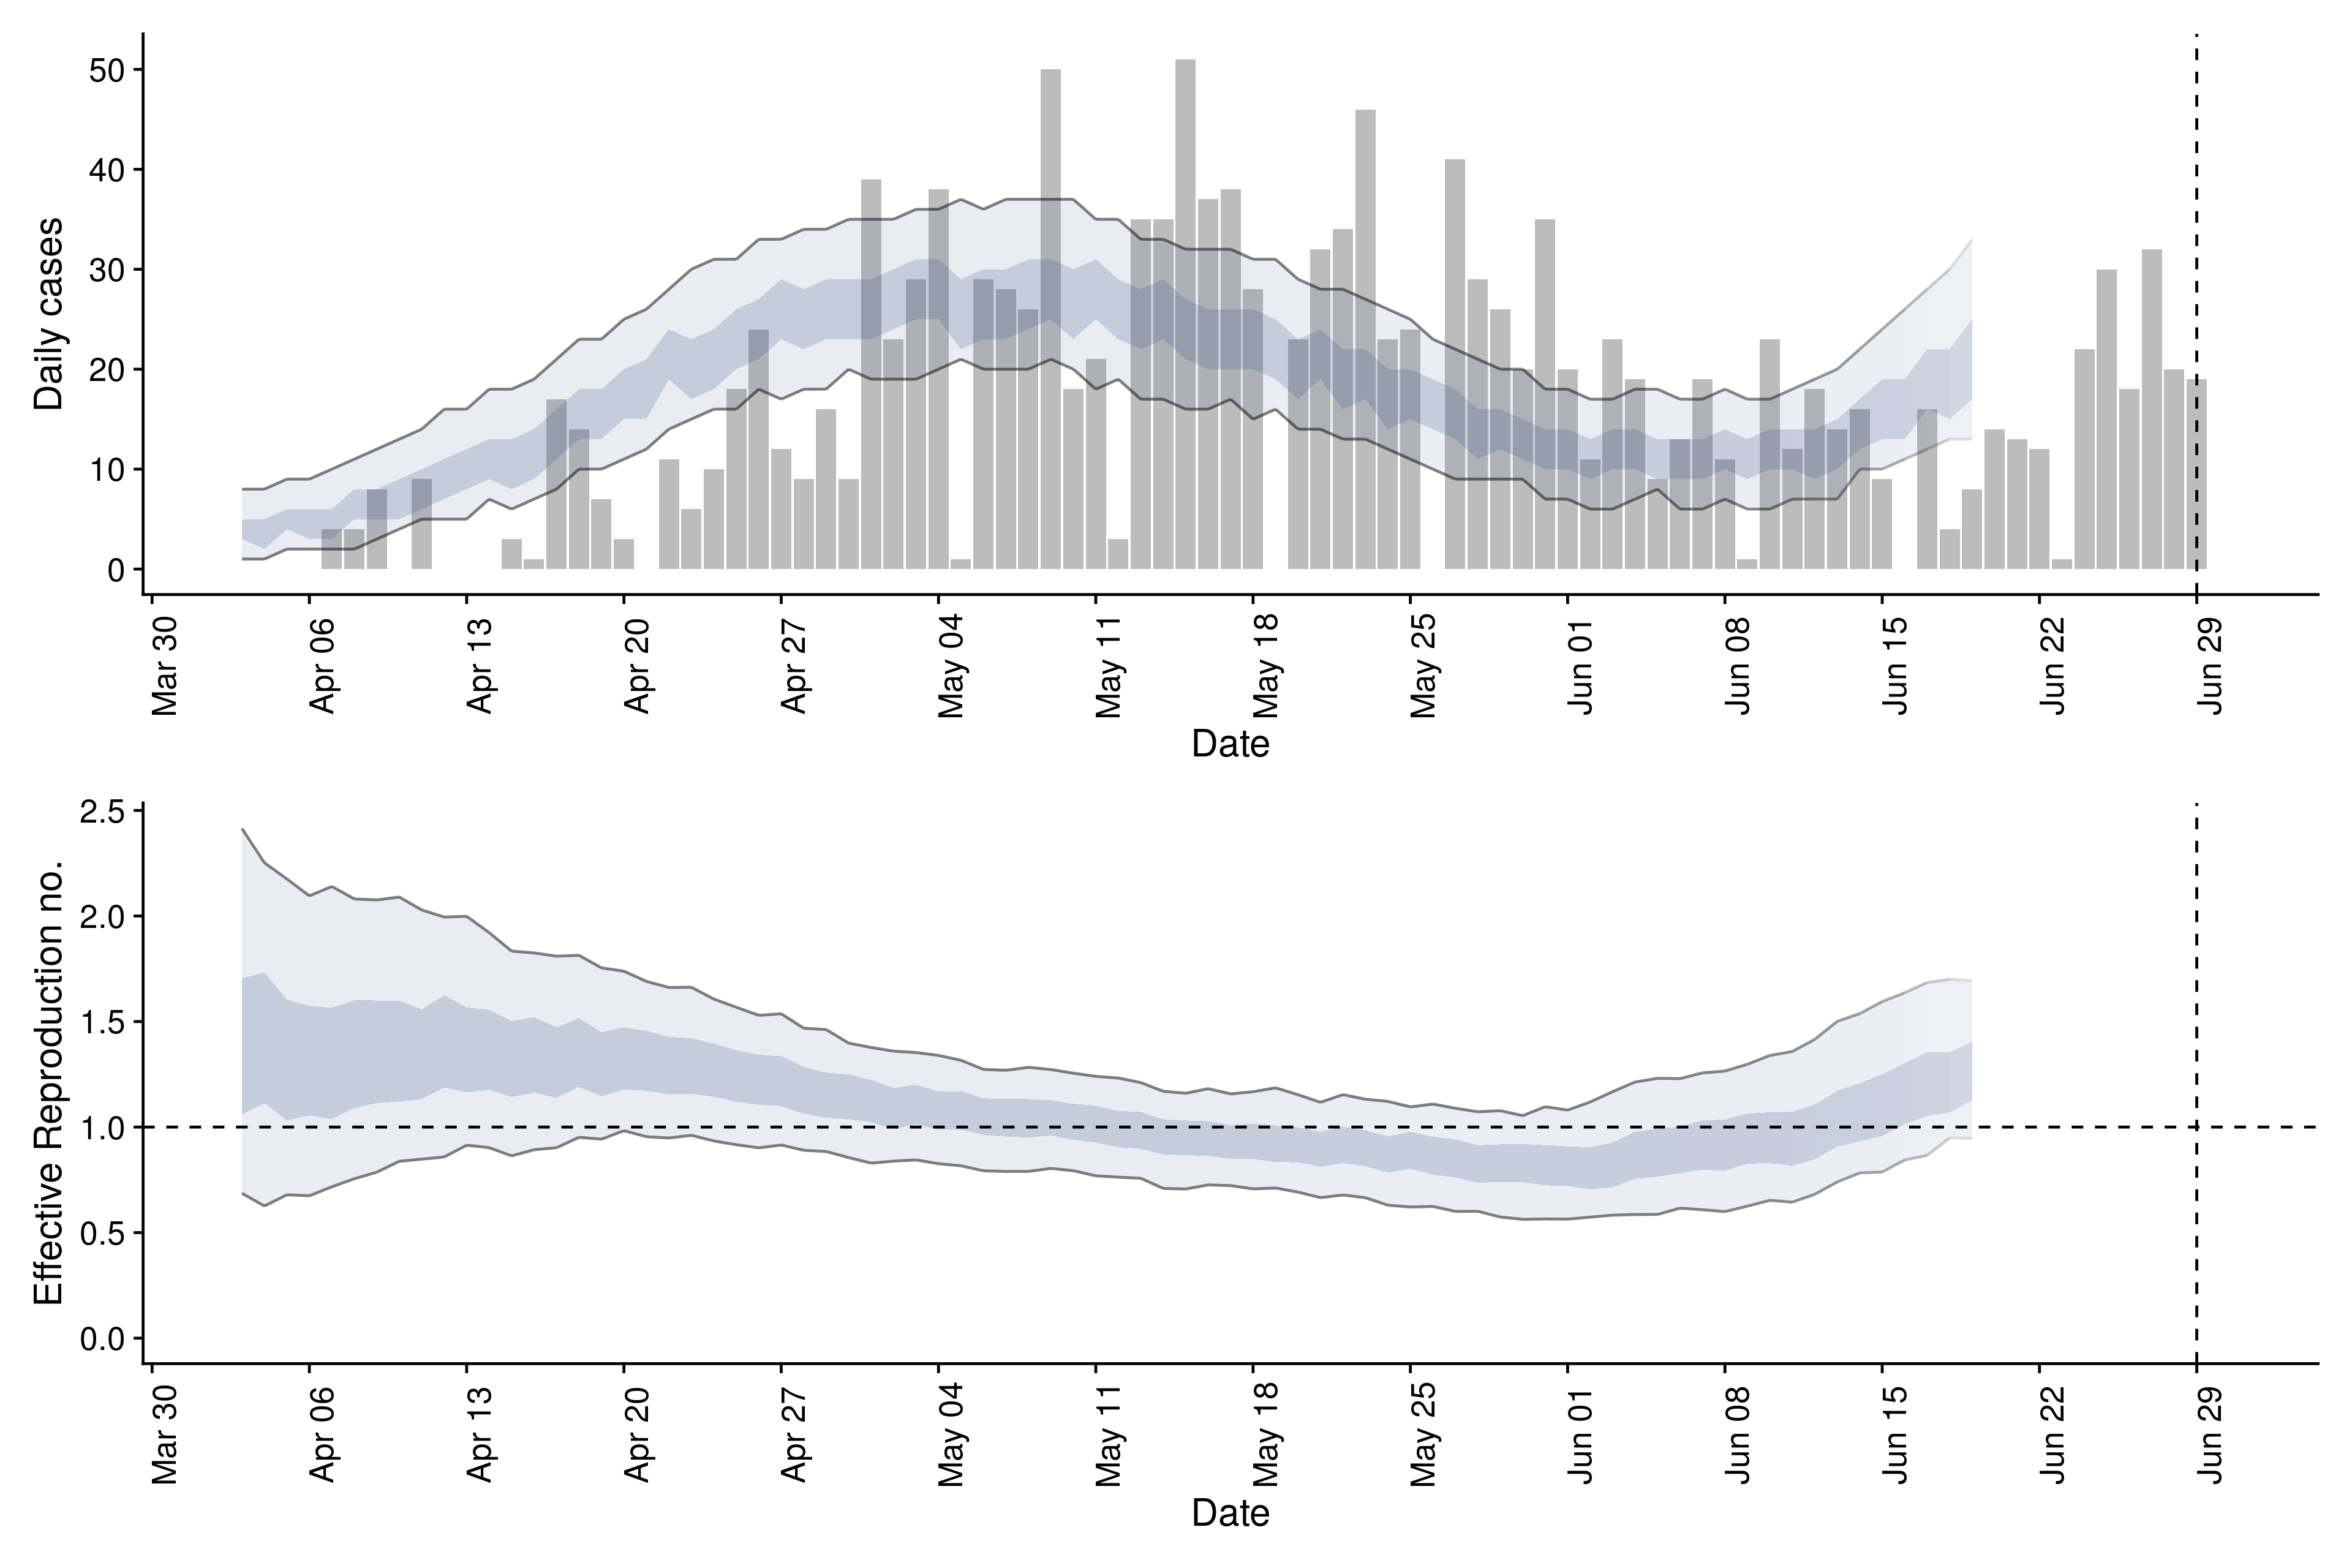 Daily cases
50
40
30
20
10
0
Mar 30
Apr 06
Apr 13
Apr 20
Apr 27
May 04
May 11
May 18
May 25
Jun 01
Jun 08
Jun 15
Jun 22
Jun 29
Date
Effective Reproduction no.
2.5
2.0
1.5
1.0
0.5
0.0
Mar 30
Apr 06
Apr 13
Apr 20
Apr 27
May 04
May 11
May 18
May 25
Jun 01
Jun 08
Jun 15
Jun 22
Jun 29
Date